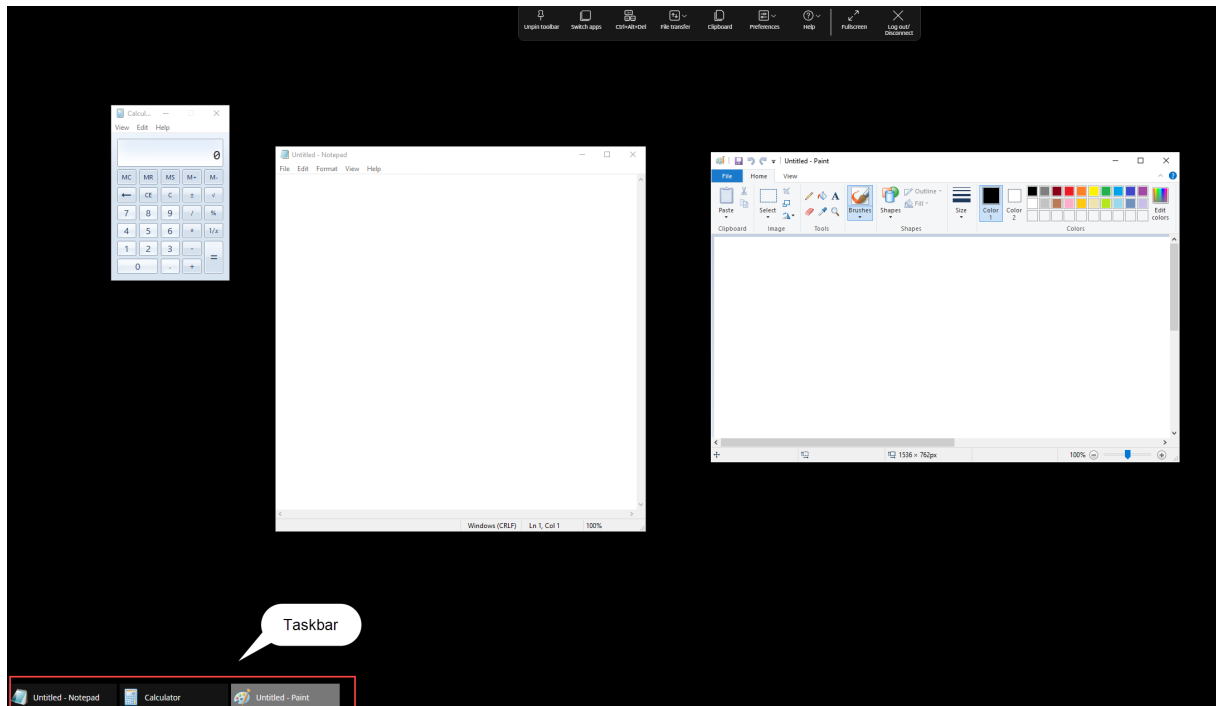 Unpin toolbar Switch apps Ctrl+Alt+Del File transfer Clipboard Preferences Help Fullscreen Log out/
Disconnect
Calcul...
View Edit Help
0
MC MR MS M+ M-
← CE C ± √
7 8 9 / %
4 5 6 * 1/x
1 2 3 - =
0 . +
Untitled - Notepad
File Edit Format View Help
Windows (CRLF) Ln 1, Col 1 100%
Untitled - Paint
File Home View
Paste Select Brushes Shapes Outline Fill Size Color 1 Color 2 Edit colors
Clipboard Image Tools Shapes Colors
1536 × 762px 100%
Taskbar
Untitled - Notepad Calculator Untitled - Paint